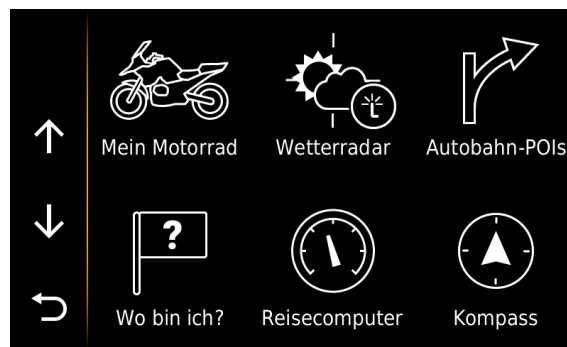 Mein Motorrad
Wetterradar
Autobahn-POIs
?
Wo bin ich?
Reisecomputer
Kompass